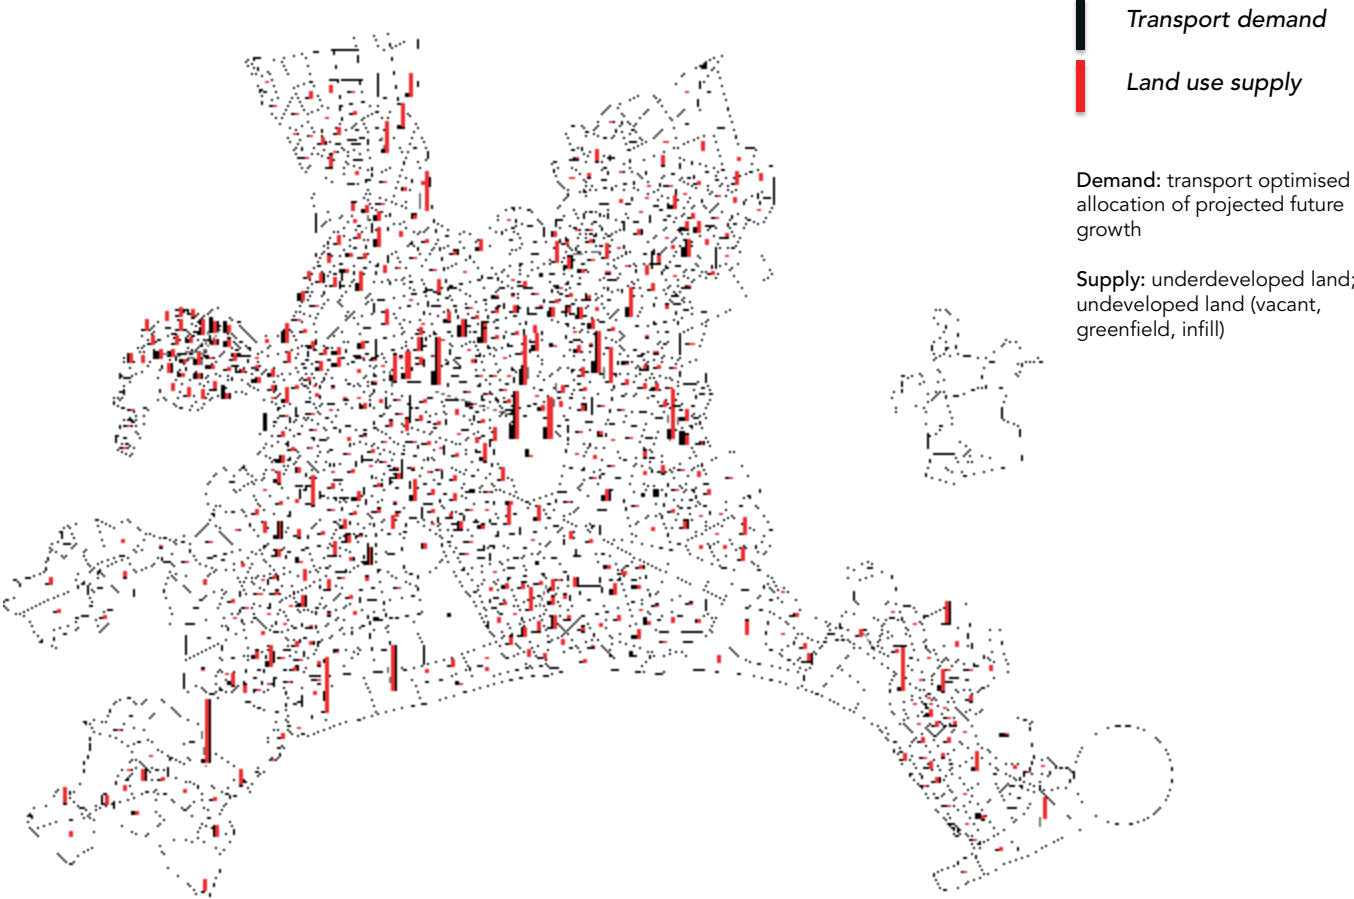 Transport demand
Land use supply
Demand: transport optimised
allocation of projected future
growth
Supply: underdeveloped land;
undeveloped land (vacant,
greenfield, infill)